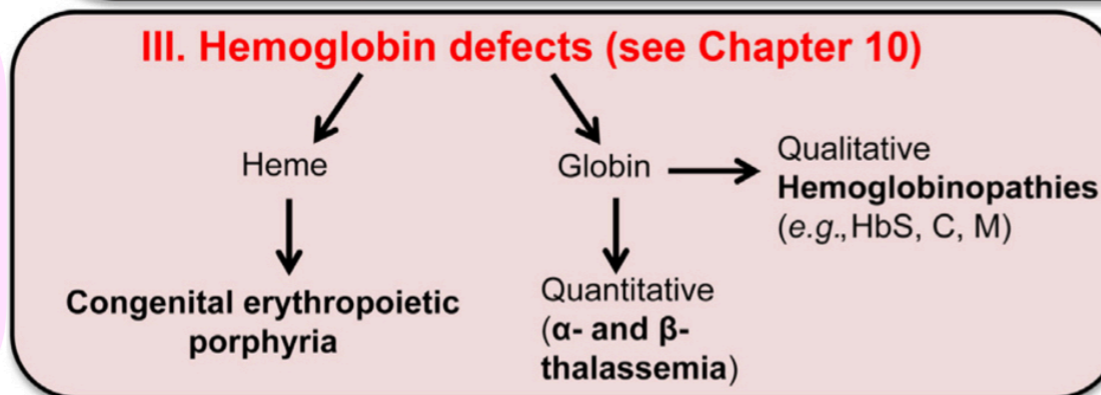 III. Hemoglobin defects (see Chapter 10)
Heme
Globin
Qualitative
Hemoglobinopathies
(e.g.,HbS, C, M)
Congenital erythropoietic
porphyria
Quantitative
(α- and β-
thalassemia)